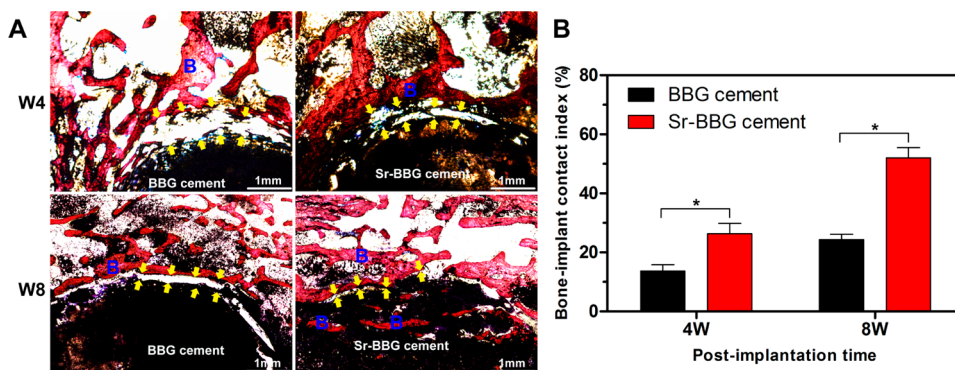 A
W4
B
BBG cement
1mm
B
Sr-BBG cement
1mm
W8
B
BBG cement
1mm
B
B
B
Sr-BBG cement
1mm
B
Bone-implant contact index (%)
80
60
40
20
0
BBG cement
Sr-BBG cement
*
*
4W
8W
Post-implantation time